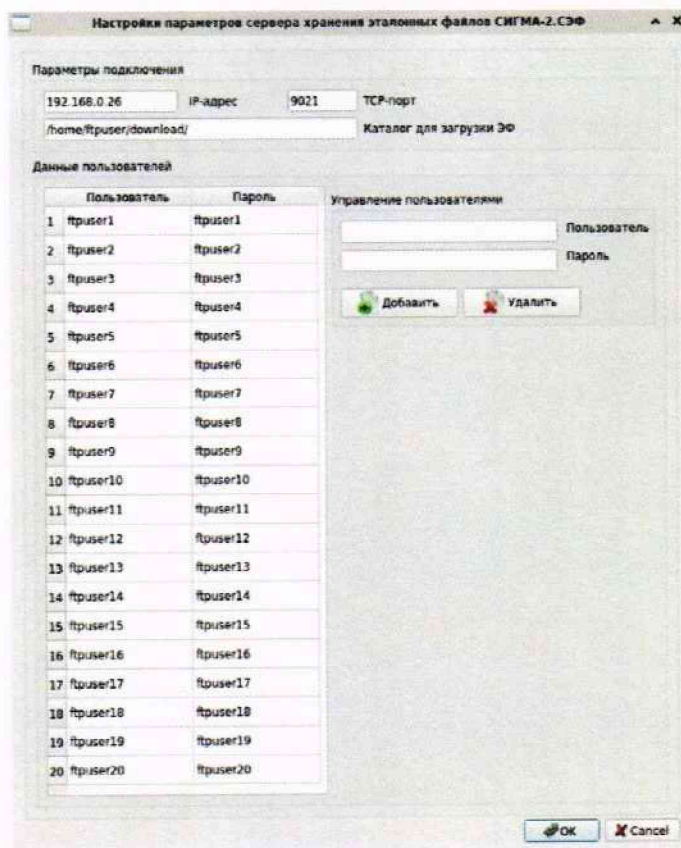 Настройки параметров сервера хранения эталонных файлов СИГМА-2.СЭФ
Параметры подключения
192.168.0.26 IP-адрес 9021 TCP-порт
/home/ftpuser/download/ Каталог для загрузки ЭФ
Данные пользователей
Пользователь Пароль
1 ftpuser1 ftpuser1
2 ftpuser2 ftpuser2
3 ftpuser3 ftpuser3
4 ftpuser4 ftpuser4
5 ftpuser5 ftpuser5
6 ftpuser6 ftpuser6
7 ftpuser7 ftpuser7
8 ftpuser8 ftpuser8
9 ftpuser9 ftpuser9
10 ftpuser10 ftpuser10
11 ftpuser11 ftpuser11
12 ftpuser12 ftpuser12
13 ftpuser13 ftpuser13
14 ftpuser14 ftpuser14
15 ftpuser15 ftpuser15
16 ftpuser16 ftpuser16
17 ftpuser17 ftpuser17
18 ftpuser18 ftpuser18
19 ftpuser19 ftpuser19
20 ftpuser20 ftpuser20
Управление пользователями
Пользователь
Пароль
Добавить Удалить
OK Cancel